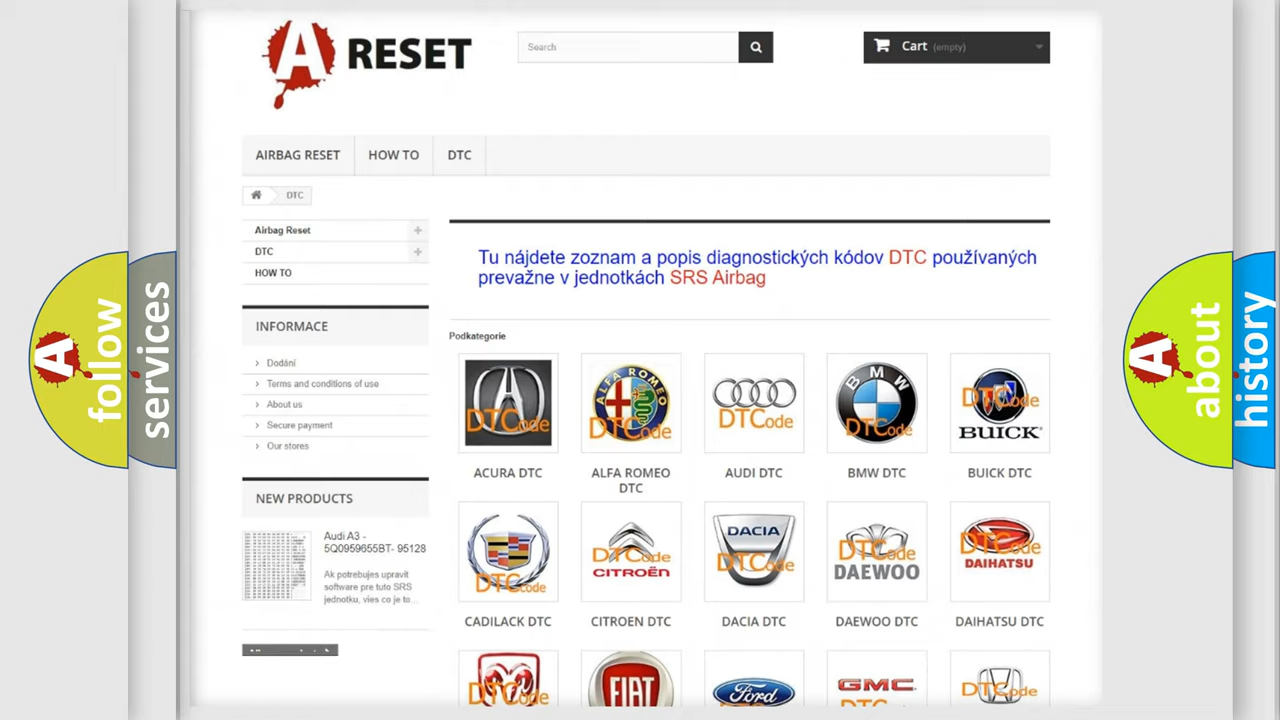 A RESET
Search
Cart (empty)
AIRBAG RESET
HOW TO
DTC
DTC
Airbag Reset
DTC
HOW TO
Tu nájdete zoznam a popis diagnostických kódov DTC používaných
prevažne v jednotkách SRS Airbag
INFORMACE
Dodání
Terms and conditions of use
About us
Secure payment
Our stores
Podkategorie
DTCode
ALFA ROMEO
DTCode
DTCode
BMW
DTCode
DTCode
BUICK
ACURA DTC
ALFA ROMEO
DTC
AUDI DTC
BMW DTC
BUICK DTC
NEW PRODUCTS
Audi A3 -
5Q0959655BT- 95128
Ak potrebujes upravit
software pre tuto SRS
jednotku, vies co je to...
DTCode
DTCode
CITROËN
DACIA
DTCode
DTCode
DAEWOO
DTCode
DAIHATSU
CADILACK DTC
CITROEN DTC
DACIA DTC
DAEWOO DTC
DAIHATSU DTC
DTCode
FIAT
Ford
GMC
DTCode
A
follow
services
A
about
history